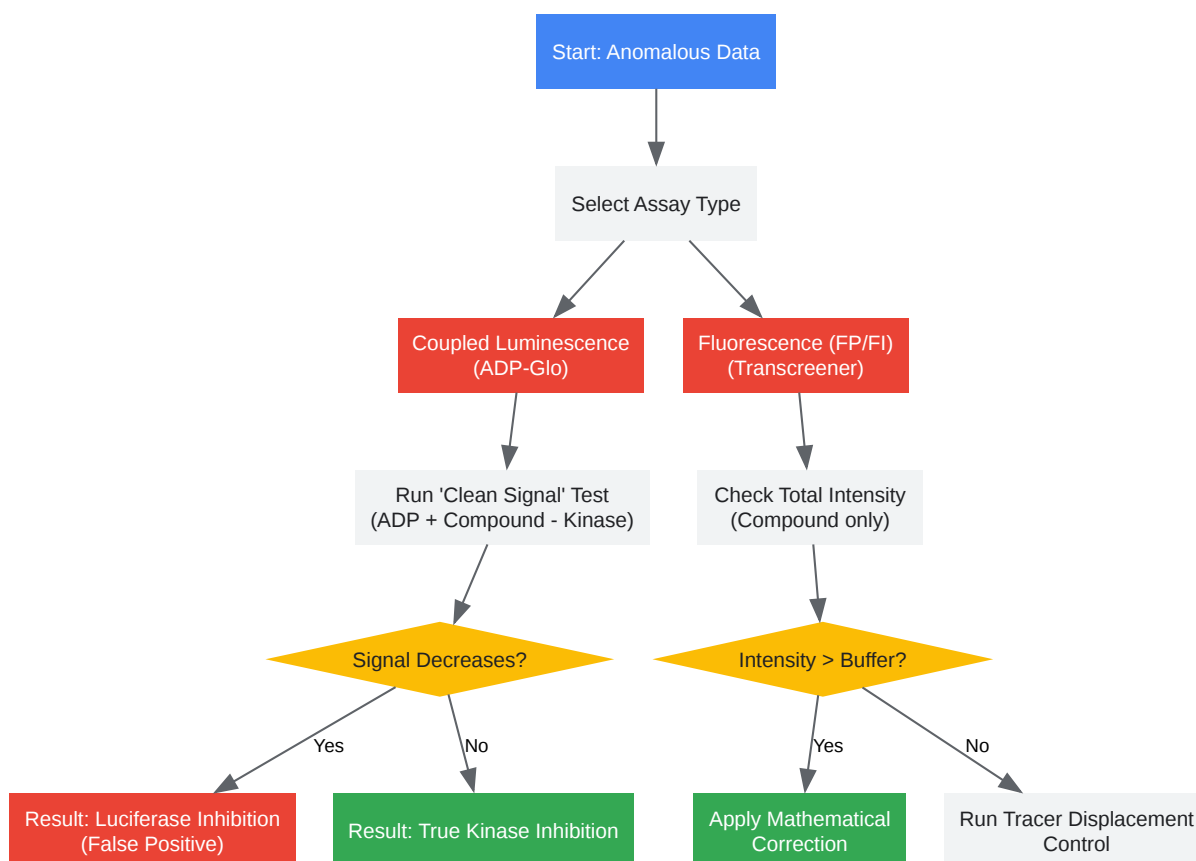 Start: Anomalous Data
Select Assay Type
Coupled Luminescence
(ADP-Glo)
Fluorescence (FP/FI)
(Transcreener)
Run 'Clean Signal' Test
(ADP + Compound - Kinase)
Check Total Intensity
(Compound only)
Signal Decreases?
Intensity > Buffer?
Yes
No
Yes
No
Result: Luciferase Inhibition
(False Positive)
Result: True Kinase Inhibition
Apply Mathematical
Correction
Run Tracer Displacement
Control